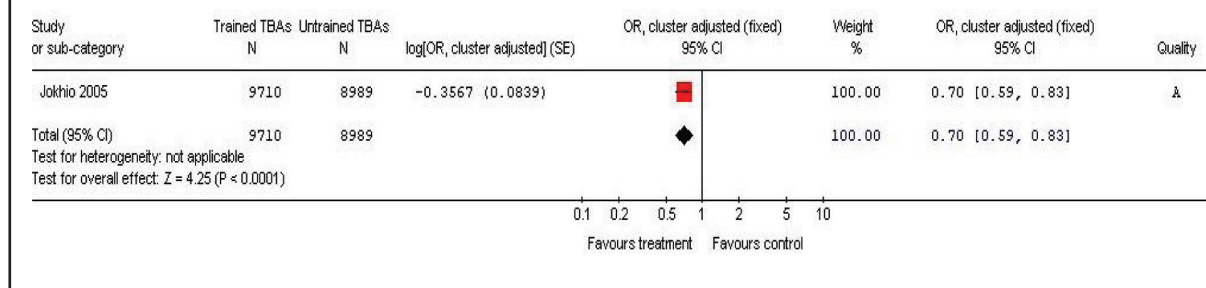 Study Trained TBAs Untrained TBAs OR, cluster adjusted (fixed) Weight OR, cluster adjusted (fixed)
or sub-category N N log[OR, cluster adjusted] (SE) 95% CI % 95% CI Quality
Jokhio 2005 9710 8989 -0.3567 (0.0839) 100.00 0.70 [0.59, 0.83] A
Total (95% CI) 9710 8989 100.00 0.70 [0.59, 0.83]
Test for heterogeneity: not applicable
Test for overall effect: Z = 4.25 (P < 0.0001)
0.1 0.2 0.5 1 2 5 10
Favours treatment Favours control